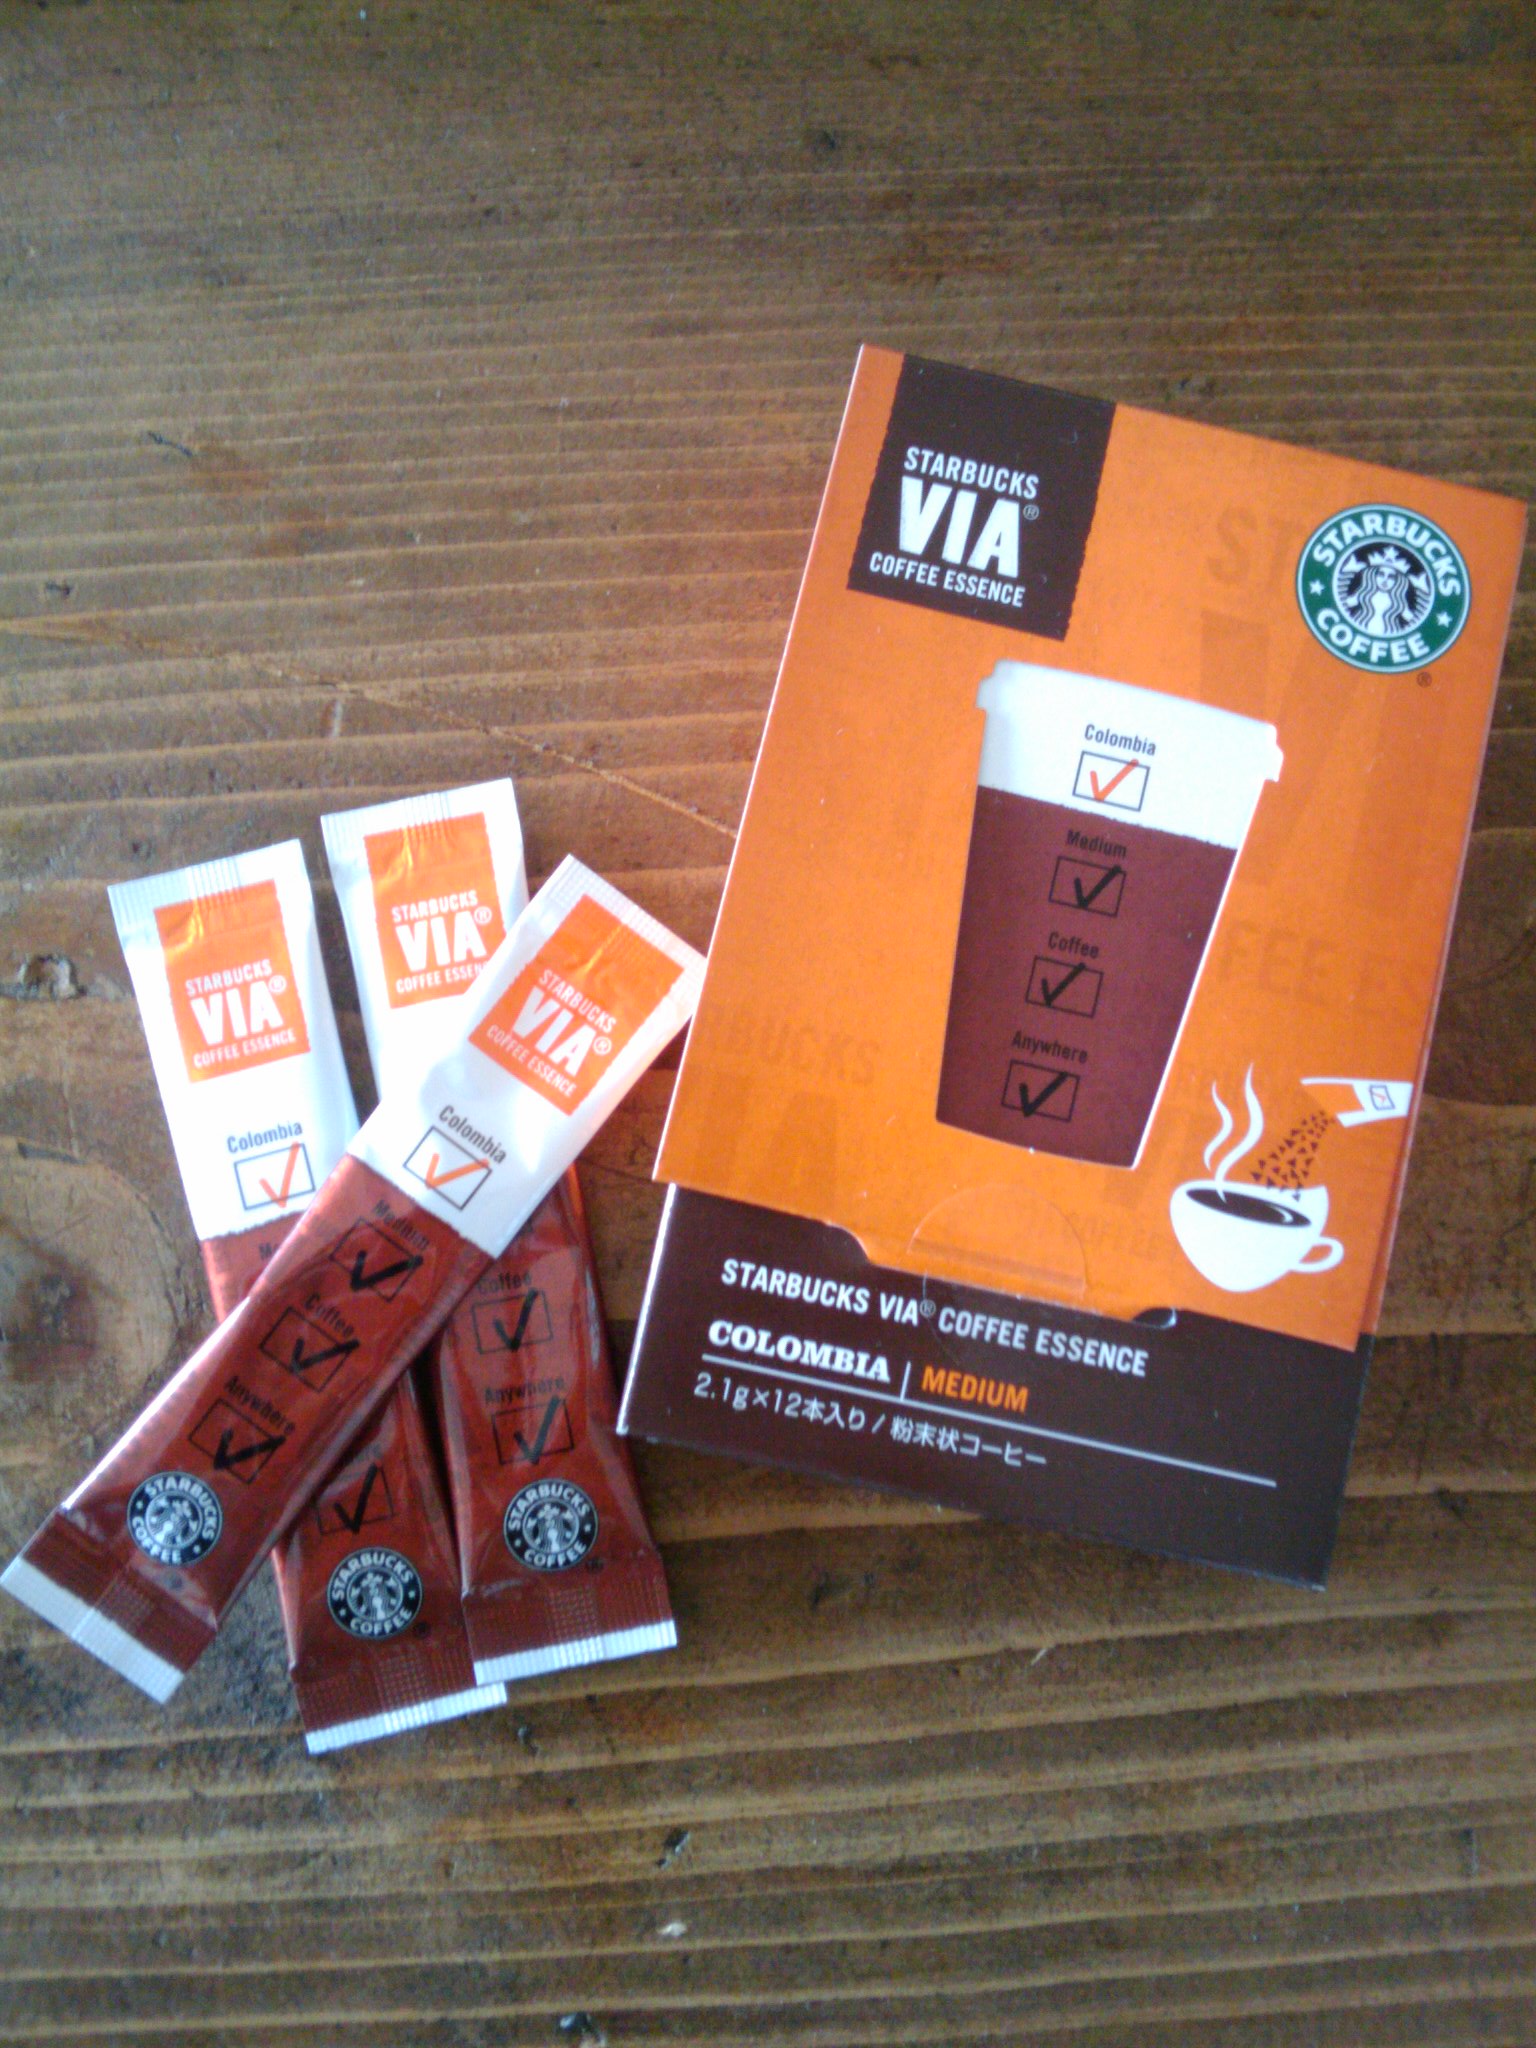 STARBUCKS
VIA®
COFFEE ESSENCE
STARBUCKS
COFFEE
®
Colombia
Medium
Coffee
Anywhere
STARBUCKS VIA® COFFEE ESSENCE
COLOMBIA | MEDIUM
2.1g×12本入り / 粉末状コーヒー
STARBUCKS
VIA®
COFFEE ESSENCE
Colombia
STARBUCKS
COFFEE
STARBUCKS
VIA®
COFFEE
Coffee
Anywhere
STARBUCKS
COFFEE
STARBUCKS
VIA®
COFFEE ESSENCE
Colombia
Medium
Coffee
Anywhere
STARBUCKS
COFFEE